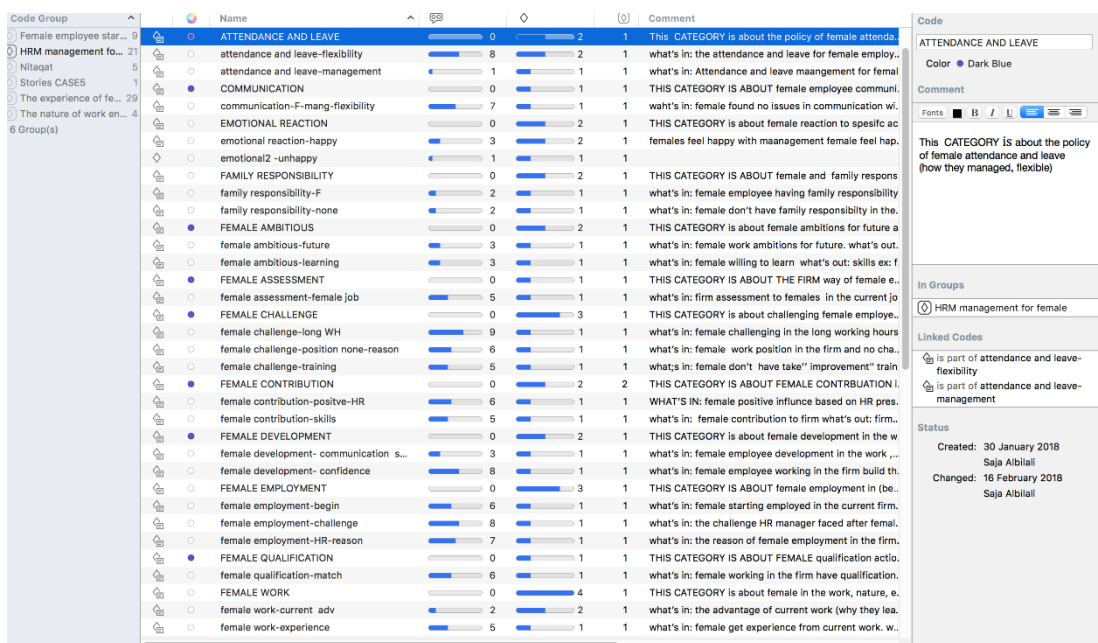 Code Group
Female employee star... 9
HRM management fo... 21
Nitaqat 5
Stories CASE5 1
The experience of fe... 29
The nature of work en... 4
6 Group(s)
Name Comment
ATTENDANCE AND LEAVE 0 2 1 This CATEGORY is about the policy of female attenda..
attendance and leave-flexibility 8 2 1 what's in: the attendance and leave for female employ..
attendance and leave-management 1 1 1 what's in: Attendance and leave maangement for femal
COMMUNICATION 0 1 1 THIS CATEGORY IS ABOUT female employee communi.
communication-F-mang-flexibility 7 1 1 waht's in: female found no issues in communication wi.
EMOTIONAL REACTION 0 2 1 THIS CATEGORY is about female reaction to spesifc ac
emotional reaction-happy 3 2 1 females feel happy with maanagement female feel hap.
emotional2 -unhappy 1 1 1
FAMILY RESPONSIBILITY 0 2 1 THIS CATEGORY IS ABOUT female and family respons
family responsibility-F 2 1 1 what's in: female employee having family responsibility
family responsibility-none 2 1 1 what's in: female don't have family responsibilty in the.
FEMALE AMBITIOUS 0 2 1 THIS CATEGORY is about female ambitions for future a
female ambitious-future 3 1 1 what's in: female work ambitions for future. what's out.
female ambitious-learning 3 1 1 what's in: female willing to learn what's out: skills ex: f
FEMALE ASSESSMENT 0 1 1 THIS CATEGORY IS ABOUT THE FIRM way of female e..
female assessment-female job 5 1 1 what's in: firm assessment to females in the current jo
FEMALE CHALLENGE 0 3 1 THIS CATEGORY is about challenging female employe..
female challenge-long WH 9 1 1 what's in: female challenging in the long working hours
female challenge-position none-reason 6 1 1 what's in: female work position in the firm and no cha..
female challenge-training 5 1 1 what;s in: female don't have take'' improvement'' train.
FEMALE CONTRIBUTION 0 2 2 THIS CATEGORY IS ABOUT FEMALE CONTRBUATION i.
female contribution-positve-HR 6 1 1 WHAT'S IN: female positive influnce based on HR pres.
female contribution-skills 5 1 1 what's in: female contribution to firm what's out: firm..
FEMALE DEVELOPMENT 0 2 1 THIS CATEGORY is about female development in the w
female development- communication s... 3 1 1 what's in: female employee development in the work ,...
female development- confidence 8 1 1 what's in: female employee working in the firm build th.
FEMALE EMPLOYMENT 0 3 1 THIS CATEGORY IS ABOUT female employment in (be..
female employment-begin 6 1 1 what's in: female starting employed in the current firm.
female employment-challenge 8 1 1 what's in: the challenge HR manager faced after femal.
female employment-HR-reason 7 1 1 what's in: the reason of female employment in the firm..
FEMALE QUALIFICATION 0 1 1 THIS CATEGORY IS ABOUT FEMALE qualification actio..
female qualification-match 6 1 1 what's in: female working in the firm have qualification.
FEMALE WORK 0 4 1 THIS CATEGORY is about female in the work, nature, e.
female work-current adv 2 2 1 what's in: the advantage of current work (why they lea.
female work-experience 5 1 1 what's in: female get experience from current work. w..
Code
ATTENDANCE AND LEAVE
Color Dark Blue
Comment
Fonts B I U
This CATEGORY is about the policy
of female attendance and leave
(how they managed, flexible)
In Groups
HRM management for female
Linked Codes
is part of attendance and leave-
flexibility
is part of attendance and leave-
management
Status
Created: 30 January 2018
Saja Albilali
Changed: 16 February 2018
Saja Albilali